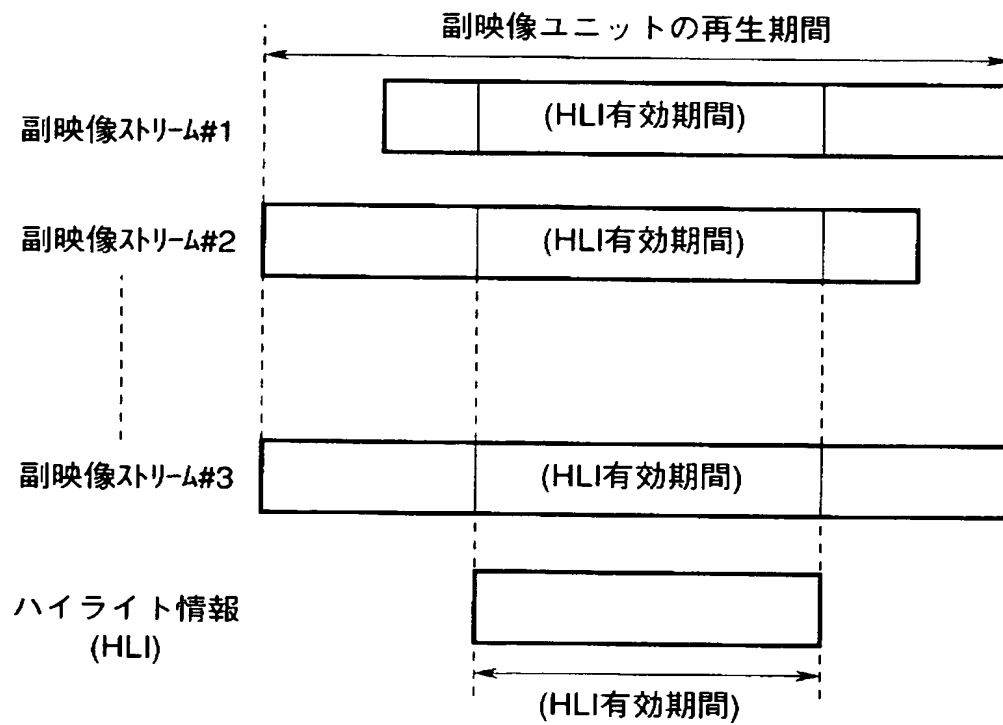 副映像ユニットの再生期間
副映像ストリーム#1
(HLI有効期間)
副映像ストリーム#2
(HLI有効期間)
副映像ストリーム#3
(HLI有効期間)
ハイライト情報
(HLI)
(HLI有効期間)